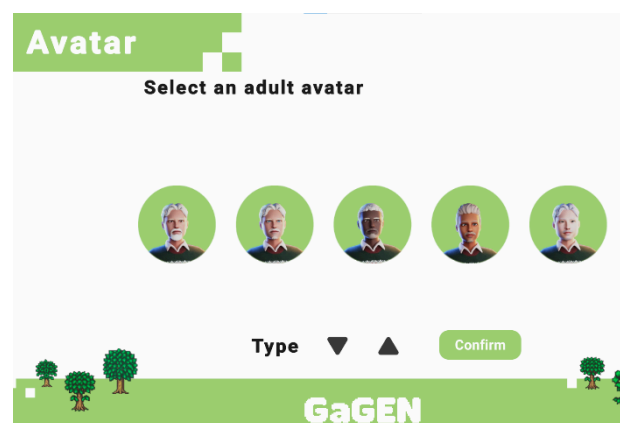 Avatar
Select an adult avatar
Type
Confirm
GaGEN